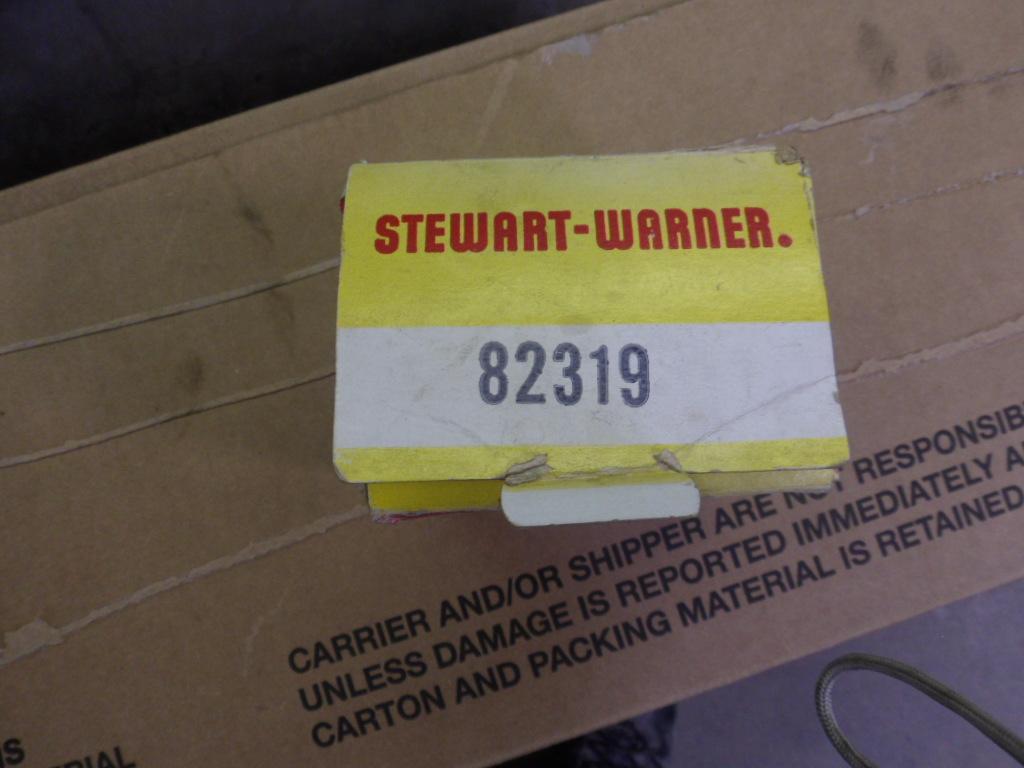 STEWART-WARNER.
82319
CARRIER AND/OR SHIPPER ARE NOT
UNLESS DAMAGE IS REPORTED IMMEDIATELY
CARTON AND PACKING MATERIAL IS RETAINED